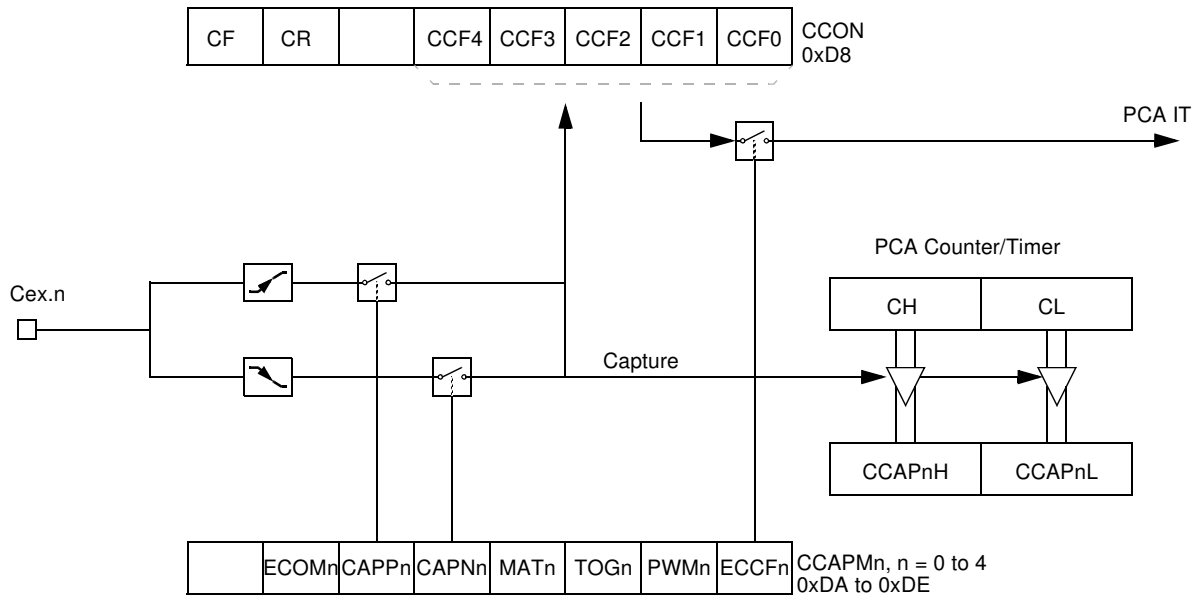 CF CR CCF4 CCF3 CCF2 CCF1 CCF0 CCON
0xD8
PCA IT
PCA Counter/Timer
Cex.n
CH CL
Capture
CCAPnH CCAPnL
ECOMn CAPPn CAPNn MATn TOGn PWMn ECCFn CCAPMn, n = 0 to 4
0xDA to 0xDE